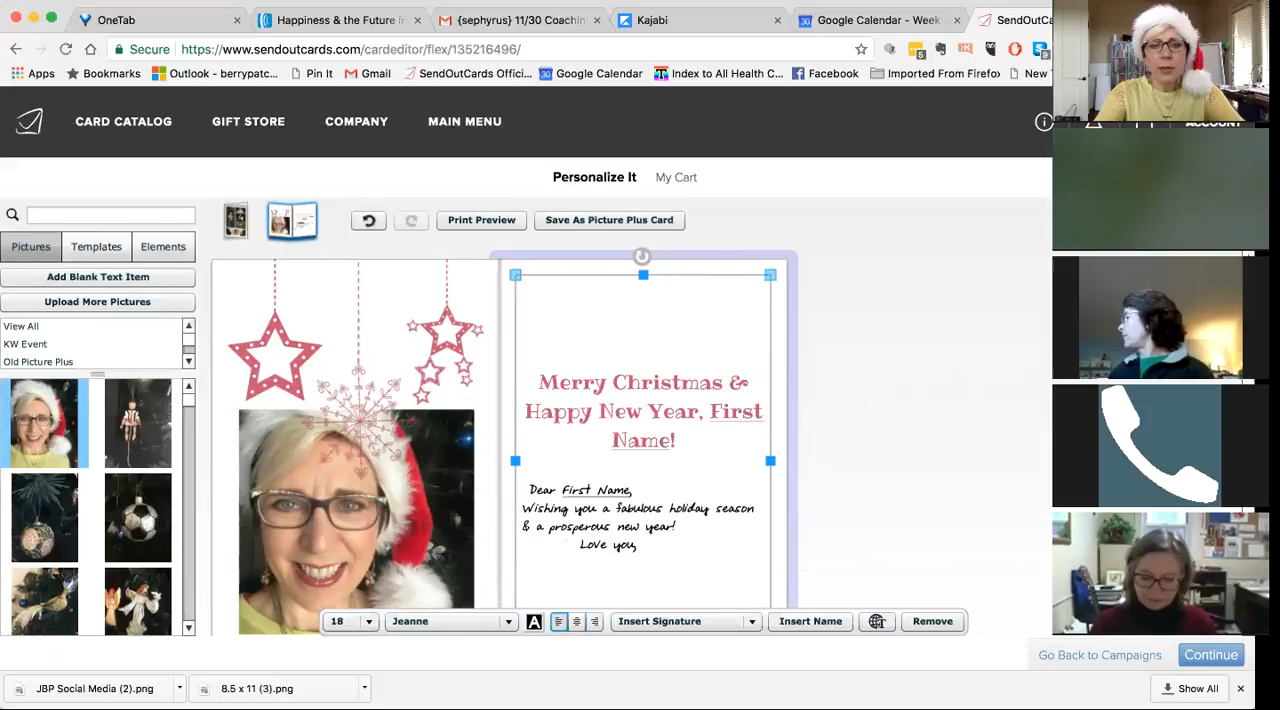 OneTab
Happiness & the Future i
{sephyrus} 11/30 Coachin
Kajabi
Google Calendar - Week
SendOutCa
Secure
https://www.sendoutcards.com/cardeditor/flex/135216496/
5
9
Apps
Bookmarks
Outlook - berrypatc...
Pin It
Gmail
SendOutCards Offici...
Google Calendar
Index to All Health C...
Facebook
Imported From Firefox
New
CARD CATALOG
GIFT STORE
COMPANY
MAIN MENU
ACCOUNT
Personalize It
My Cart
Print Preview
Save As Picture Plus Card
Pictures
Templates
Elements
Add Blank Text Item
Upload More Pictures
View All
KW Event
Old Picture Plus
Merry Christmas &
Happy New Year, First
Name!
Dear First Name,
Wishing you a fabulous holiday season
& a prosperous new year!
Love you,
18
Jeanne
A
Insert Signature
Insert Name
Remove
Go Back to Campaigns
Continue
JBP Social Media (2).png
8.5 x 11 (3).png
Show All